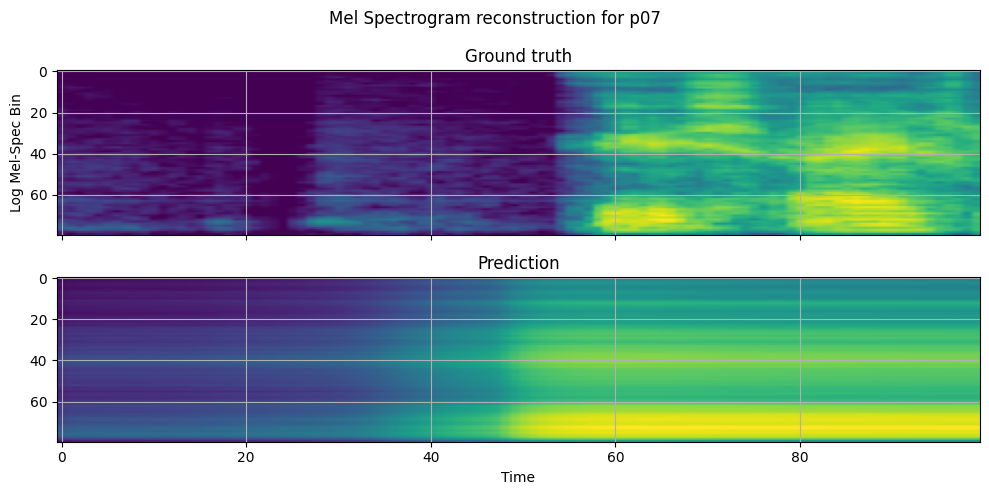 Mel Spectrogram reconstruction for p07
Ground truth
0
20
40
60
Log Mel-Spec Bin
Prediction
0
20
40
60
0 20 40 60 80
Time